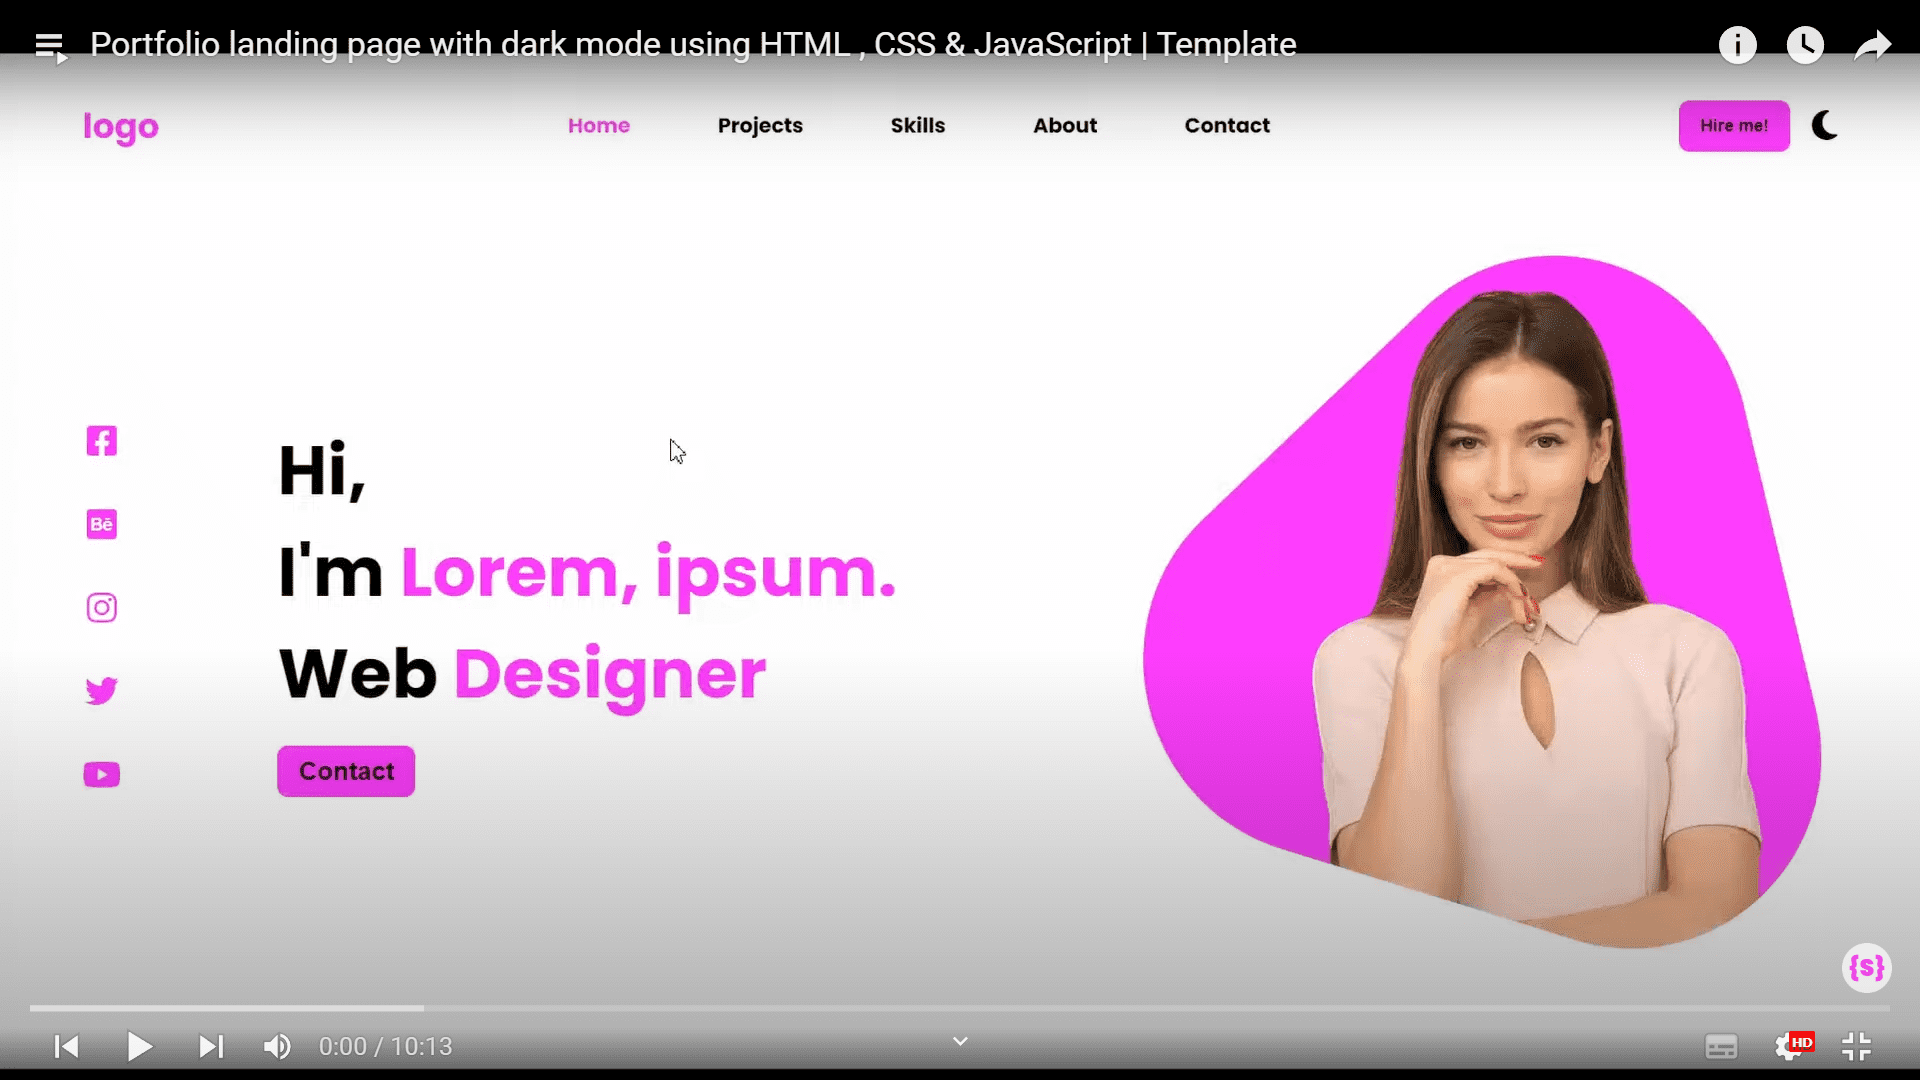 Portfolio landing page with dark mode using HTML , CSS & JavaScript | Template
logo
Home
Projects
Skills
About
Contact
Hire me!
Hi,
Bē
I'm Lorem, ipsum.
Web Designer
Contact
{s}
0:00 / 10:13
HD